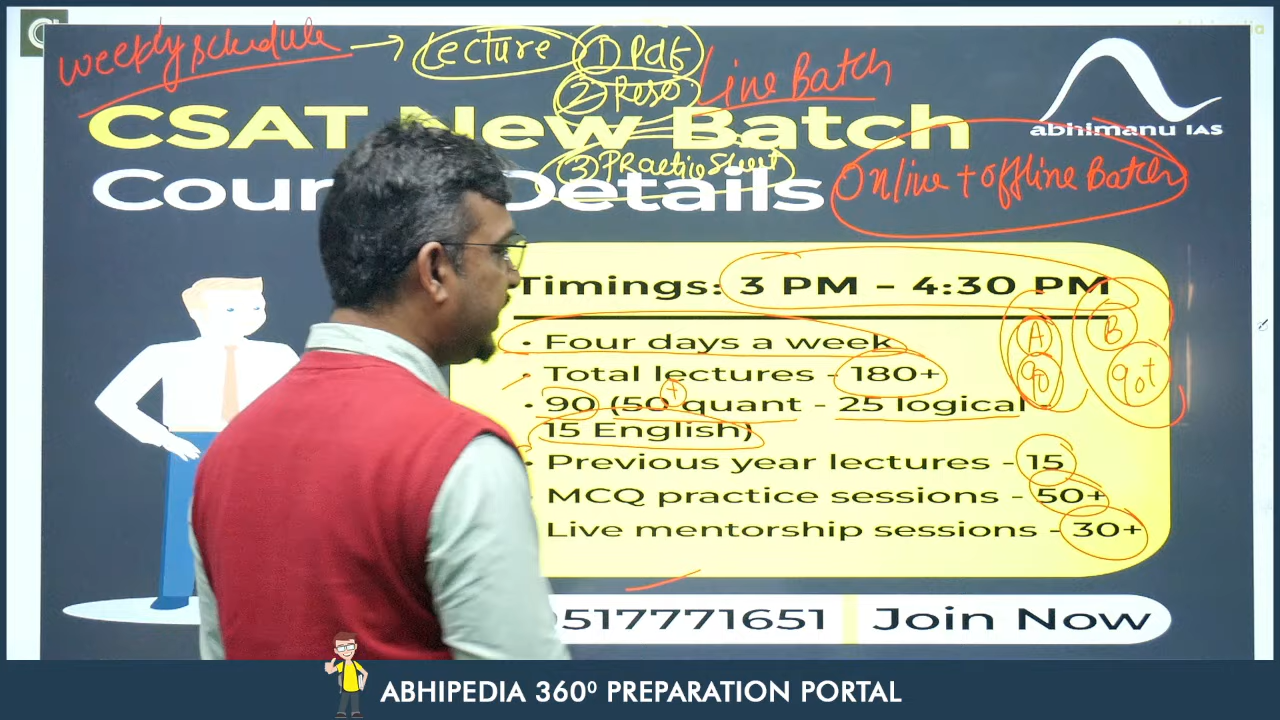 weekly schedule → Lecture 1) Pdf
2) Reso Line Batch
CSAT New Batch
abhimanu IAS
3) Practice Sheet
Details
Online + offline Batch
Timings: 3 PM – 4:30 PM
• Four days a week
A B
• Total lectures - 180+
90 90+
• 90 (50+ quant - 25 logical -
15 English)
• Previous year lectures - 15
• MCQ practice sessions - 50+
Live mentorship sessions - 30+
517771651 Join Now
ABHIPEDIA 360⁰ PREPARATION PORTAL